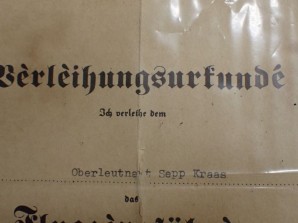 Verleihungsurkunde
Ich verleihe dem
Oberleutnant Sepp Kraas
das